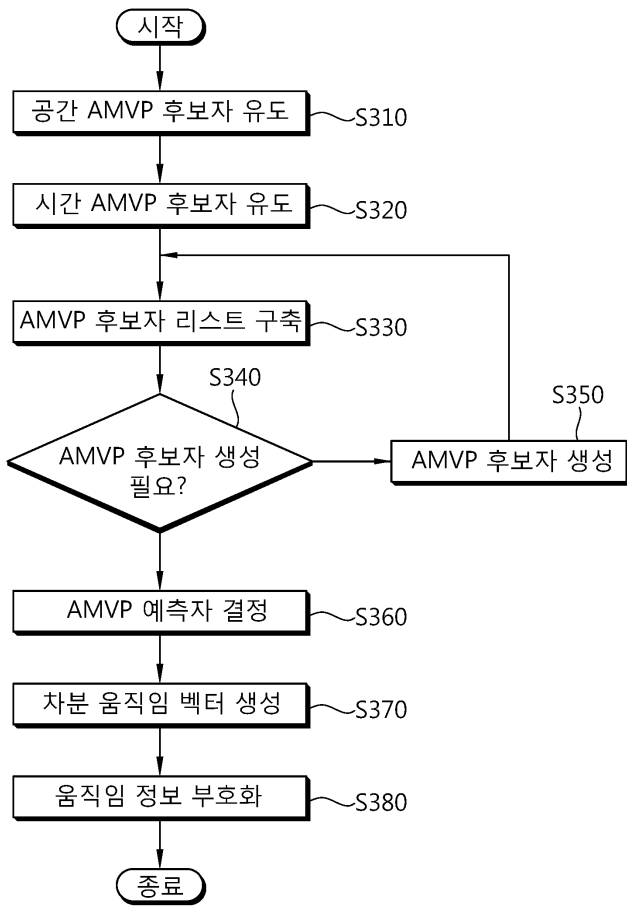 시작
공간 AMVP 후보자 유도
S310
시간 AMVP 후보자 유도
S320
AMVP 후보자 리스트 구축
S330
S340
AMVP 후보자 생성
필요?
S350
AMVP 후보자 생성
AMVP 예측자 결정
S360
차분 움직임 벡터 생성
S370
움직임 정보 부호화
S380
종료